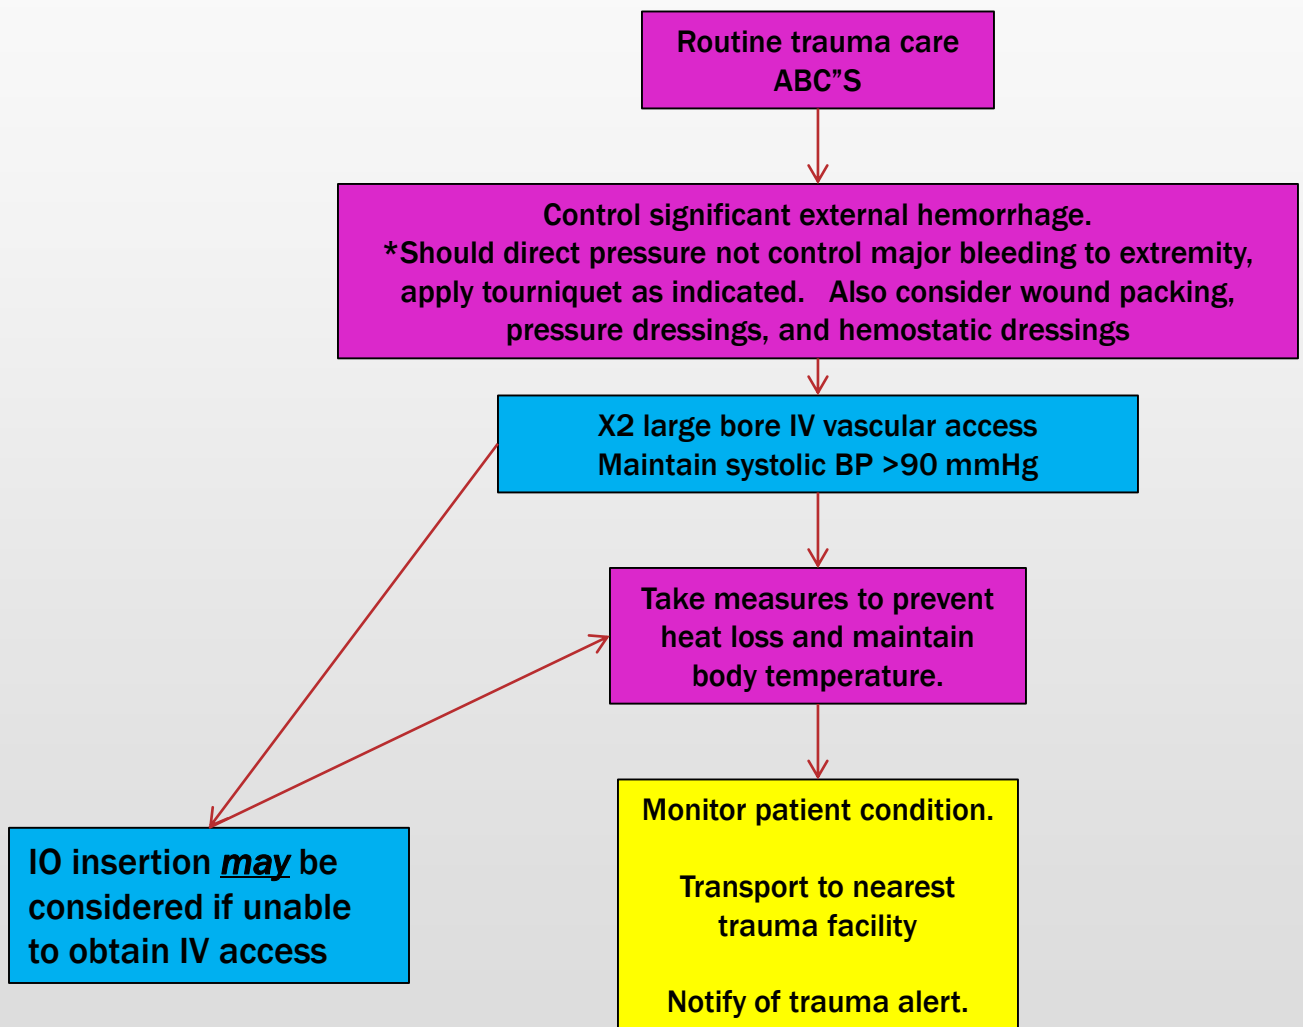 Routine trauma care
ABC”S
Control significant external hemorrhage.
*Should direct pressure not control major bleeding to extremity,
apply tourniquet as indicated.   Also consider wound packing,
pressure dressings, and hemostatic dressings
X2 large bore IV vascular access
Maintain systolic BP >90 mmHg
Take measures to prevent
heat loss and maintain
body temperature.
IO insertion may be
considered if unable
to obtain IV access
Monitor patient condition.
Transport to nearest
trauma facility
Notify of trauma alert.